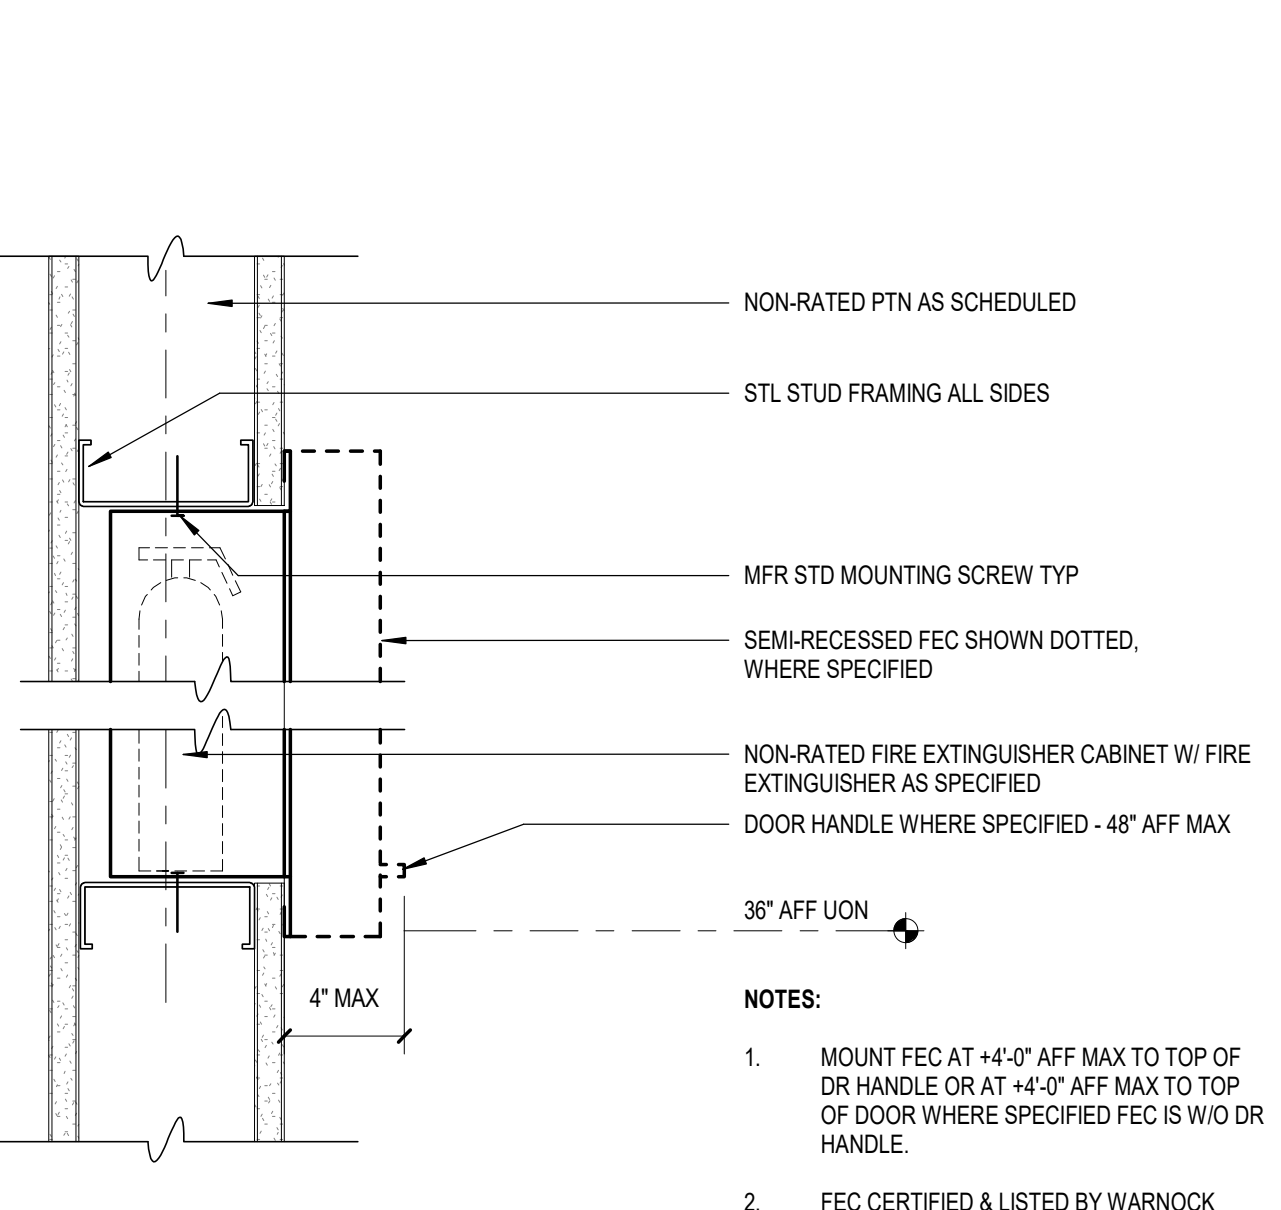 NON-RATED PTN AS SCHEDULED
STL STUD FRAMING ALL SIDES
MFR STD MOUNTING SCREW TYP
SEMI-RECESSED FEC SHOWN DOTTED,
WHERE SPECIFIED
NON-RATED FIRE EXTINGUISHER CABINET W/ FIRE
EXTINGUISHER AS SPECIFIED
DOOR HANDLE WHERE SPECIFIED - 48" AFF MAX
36" AFF UON
4" MAX
NOTES:
1. MOUNT FEC AT +4'-0" AFF MAX TO TOP OF
DR HANDLE OR AT +4'-0" AFF MAX TO TOP
OF DOOR WHERE SPECIFIED FEC IS W/O DR
HANDLE.
2. FEC CERTIFIED & LISTED BY WARNOCK